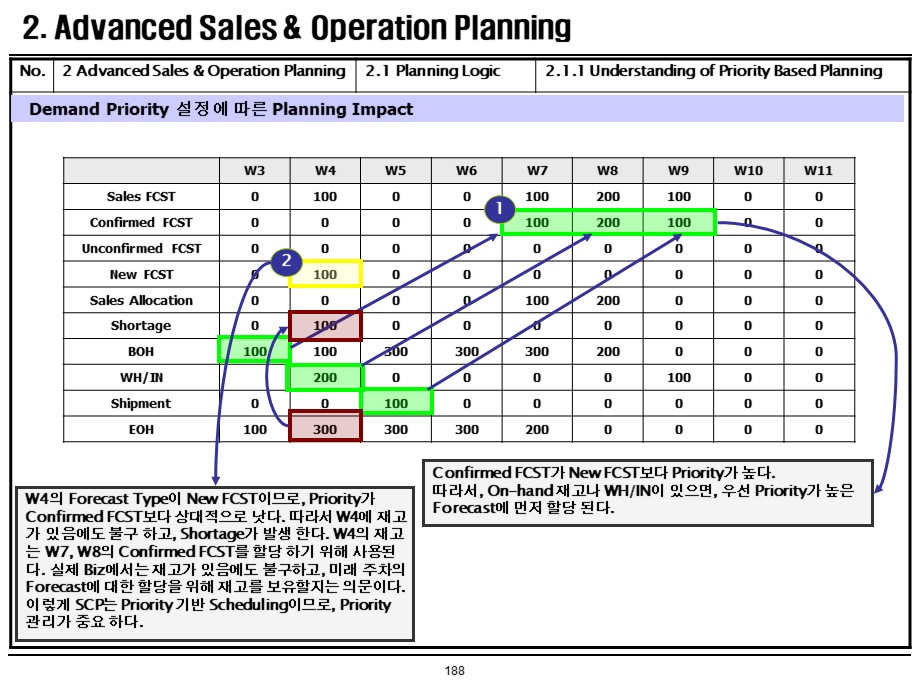 2. Advanced Sales & Operation Planning
No. 2 Advanced Sales & Operation Planning 2.1 Planning Logic 2.1.1 Understanding of Priority Based Planning
Demand Priority 설정에 따른 Planning Impact
W3 W4 W5 W6 W7 W8 W9 W10 W11
Sales FCST 0 100 0 0 100 200 100 0 0
1
Confirmed FCST 0 0 0 0 100 200 100 0 0
Unconfirmed FCST 0 0 0 0 0 0 0 0 0
2
New FCST 0 100 0 0 0 0 0 0 0
Sales Allocation 0 0 0 0 100 200 0 0 0
Shortage 0 100 0 0 0 0 0 0 0
BOH 100 100 300 300 300 200 0 0 0
WH/IN 200 0 0 0 0 100 0 0
Shipment 0 0 100 0 0 0 0 0 0
EOH 100 300 300 300 200 0 0 0 0
Confirmed FCST가 New FCST보다 Priority가 높다.
따라서, On-hand 재고나 WH/IN이 있으면, 우선 Priority가 높은
Forecast에 먼저 할당 된다.
W4의 Forecast Type이 New FCST이므로, Priority가
Confirmed FCST보다 상대적으로 낮다. 따라서 W4에 재고
가 있음에도 불구 하고, Shortage가 발생 한다. W4의 재고
는 W7, W8의 Confirmed FCST를 할당 하기 위해 사용된
다. 실제 Biz에서는 재고가 있음에도 불구하고, 미래 주차의
Forecast에 대한 할당을 위해 재고를 보유할지는 의문이다.
이렇게 SCP는 Priority 기반 Scheduling이므로, Priority
관리가 중요 하다.
188